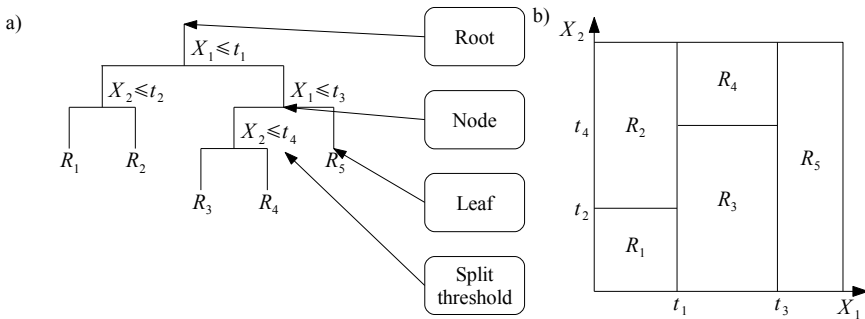 a)
Root
X₁≤t₁
X₂≤t₂
X₁≤t₃
Node
X₂≤t₄
R₁
R₂
R₅
R₃
R₄
Leaf
Split
threshold
b)
X₂
R₄
t₄
R₂
R₅
R₃
t₂
R₁
t₁
t₃
X₁